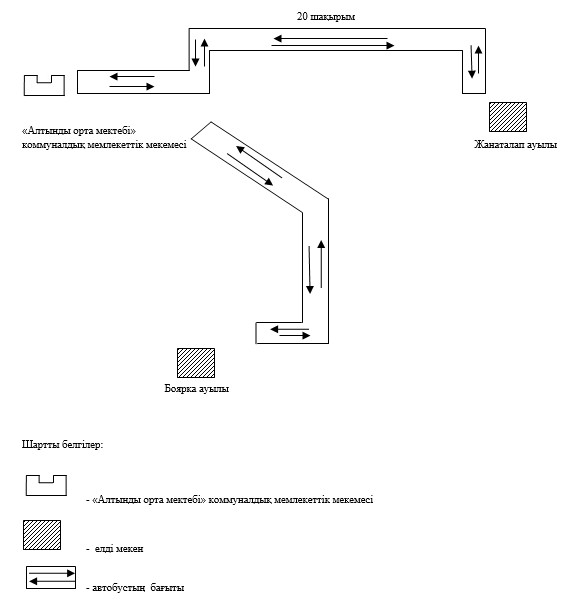 20 шақырым
«Алтынды орта мектебі»
коммуналдық мемлекеттік мекемесі
Жанаталап ауылы
Боярка ауылы
Шартты белгілер:
- «Алтынды орта мектебі» коммуналдық мемлекеттік мекемесі
- елді мекен
- автобустың бағыты